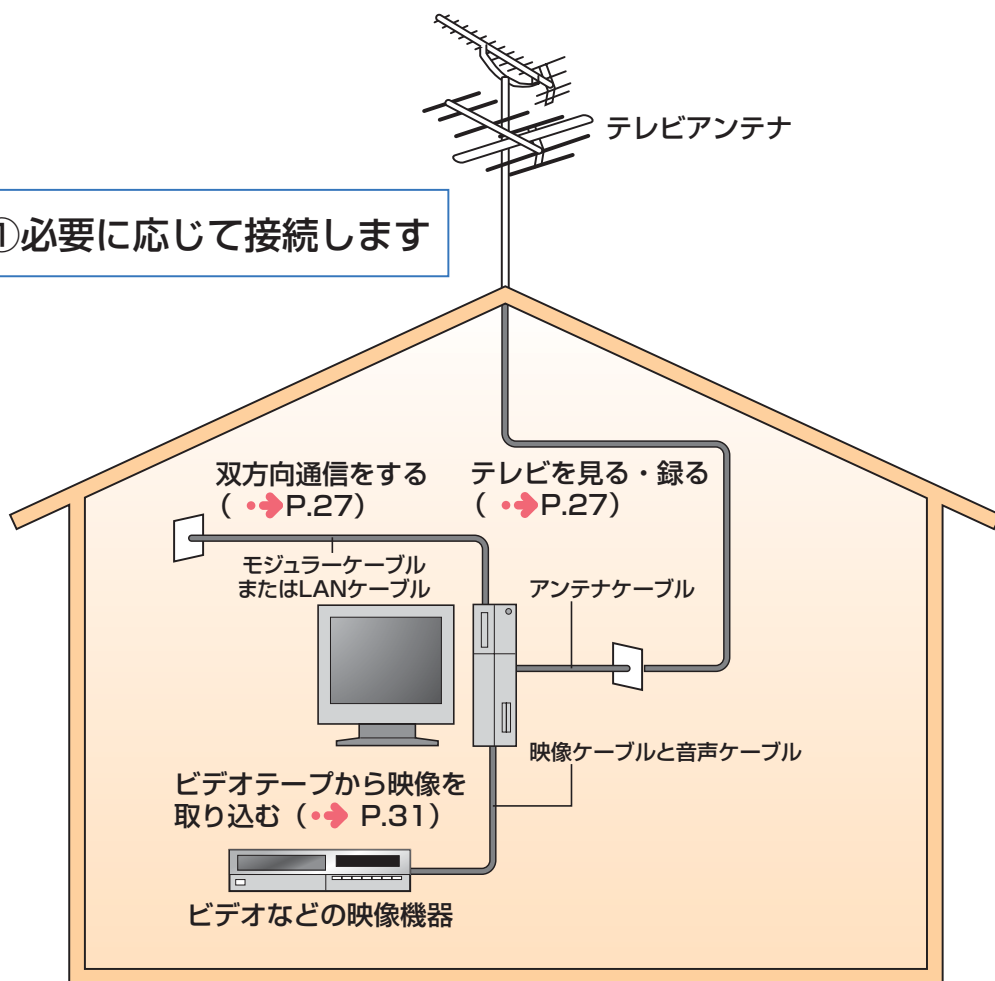 テレビアンテナ
①必要に応じて接続します
双方向通信をする
（ P.27）
テレビを見る・録る
（ P.27）
モジュラーケーブル
またはLANケーブル
アンテナケーブル
映像ケーブルと音声ケーブル
ビデオテープから映像を
取り込む（ P.31）
ビデオなどの映像機器